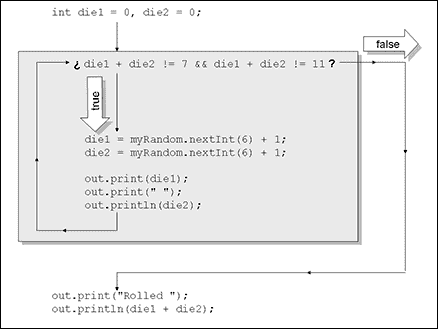 int die1 = 0, die2 = 0;
false
¿ die1 + die2 != 7 && die1 + die2 != 11 ?
true
die1 = myRandom.nextInt(6) + 1;
die2 = myRandom.nextInt(6) + 1;
out.print(die1);
out.print(" ");
out.println(die2);
out.print("Rolled ");
out.println(die1 + die2);